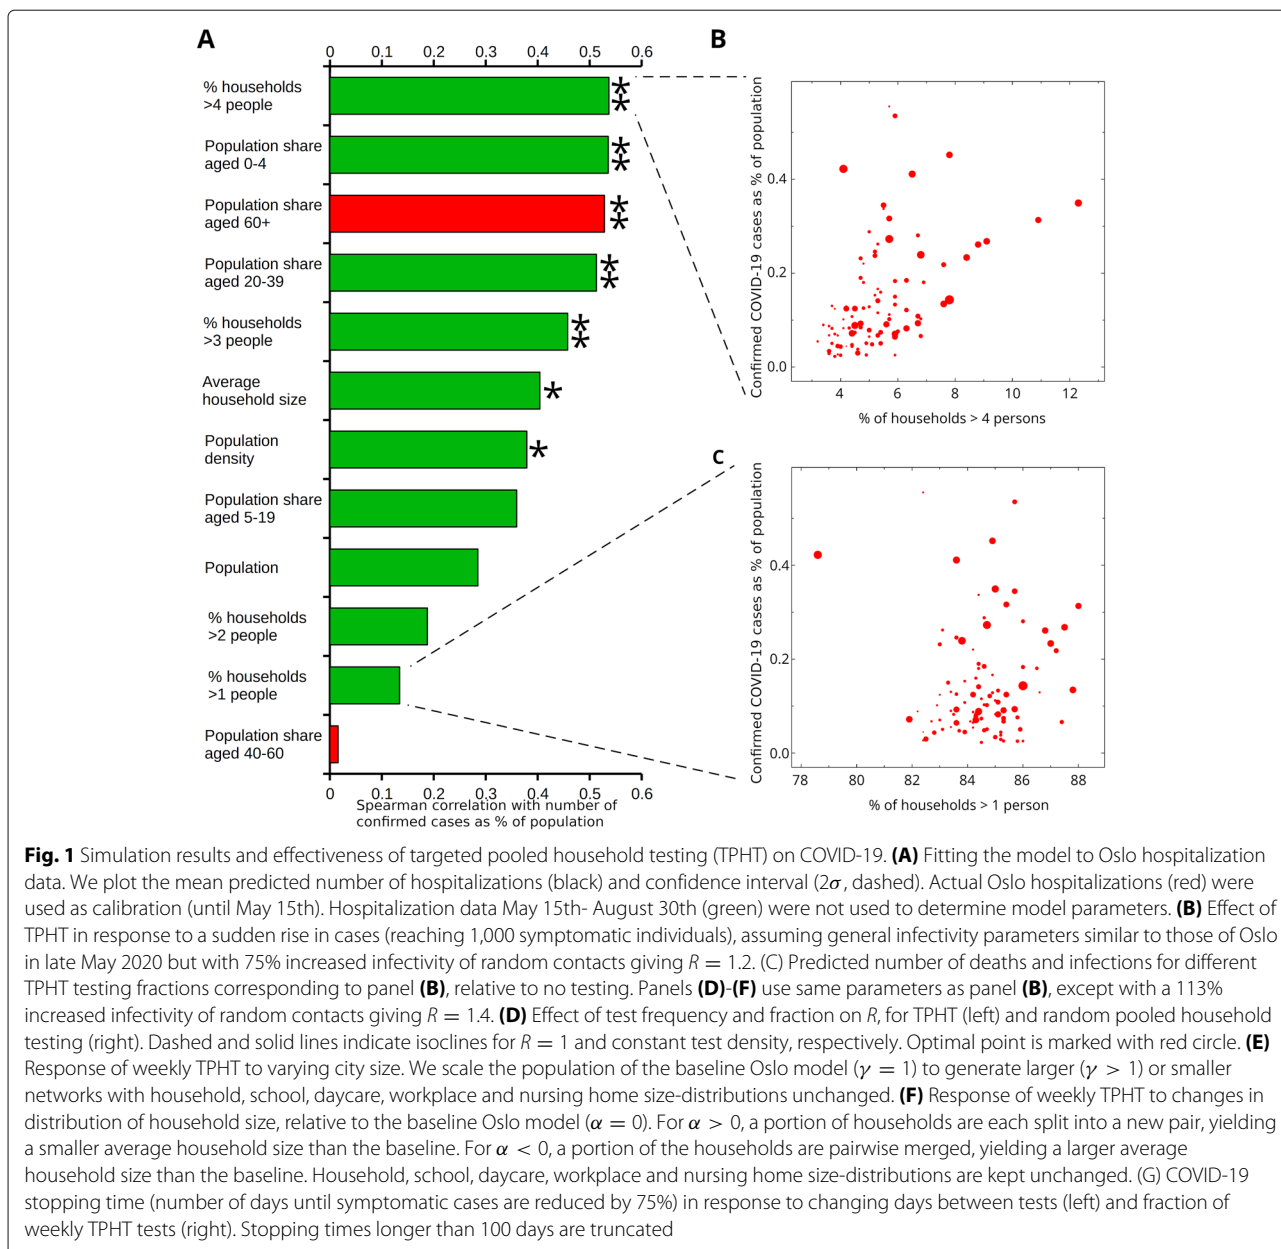 A
0 0.1 0.2 0.3 0.4 0.5 0.6
% households
>4 people
Population share
aged 0-4
Population share
aged 60+
Population share
aged 20-39
% households
>3 people
Average
household size
Population
density
Population share
aged 5-19
Population
% households
>2 people
% households
>1 people
Population share
aged 40-60
* *
* *
* *
* *
* *
*
*
0 0.1 0.2 0.3 0.4 0.5 0.6
Spearman correlation with number of
confirmed cases as % of population
B
Confirmed COVID-19 cases as % of population
0.4
0.2
0.0
4 6 8 10 12
% of households > 4 persons
C
Confirmed COVID-19 cases as % of population
0.4
0.2
0.0
78 80 82 84 86 88
% of households > 1 person
Fig. 1 Simulation results and effectiveness of targeted pooled household testing (TPHT) on COVID-19. (A) Fitting the model to Oslo hospitalization
data. We plot the mean predicted number of hospitalizations (black) and confidence interval (2σ, dashed). Actual Oslo hospitalizations (red) were
used as calibration (until May 15th). Hospitalization data May 15th- August 30th (green) were not used to determine model parameters. (B) Effect of
TPHT in response to a sudden rise in cases (reaching 1,000 symptomatic individuals), assuming general infectivity parameters similar to those of Oslo
in late May 2020 but with 75% increased infectivity of random contacts giving R = 1.2. (C) Predicted number of deaths and infections for different
TPHT testing fractions corresponding to panel (B), relative to no testing. Panels (D)-(F) use same parameters as panel (B), except with a 113%
increased infectivity of random contacts giving R = 1.4. (D) Effect of test frequency and fraction on R, for TPHT (left) and random pooled household
testing (right). Dashed and solid lines indicate isoclines for R = 1 and constant test density, respectively. Optimal point is marked with red circle. (E)
Response of weekly TPHT to varying city size. We scale the population of the baseline Oslo model (γ = 1) to generate larger (γ > 1) or smaller
networks with household, school, daycare, workplace and nursing home size-distributions unchanged. (F) Response of weekly TPHT to changes in
distribution of household size, relative to the baseline Oslo model (α = 0). For α > 0, a portion of households are each split into a new pair, yielding
a smaller average household size than the baseline. For α < 0, a portion of the households are pairwise merged, yielding a larger average
household size than the baseline. Household, school, daycare, workplace and nursing home size-distributions are kept unchanged. (G) COVID-19
stopping time (number of days until symptomatic cases are reduced by 75%) in response to changing days between tests (left) and fraction of
weekly TPHT tests (right). Stopping times longer than 100 days are truncated